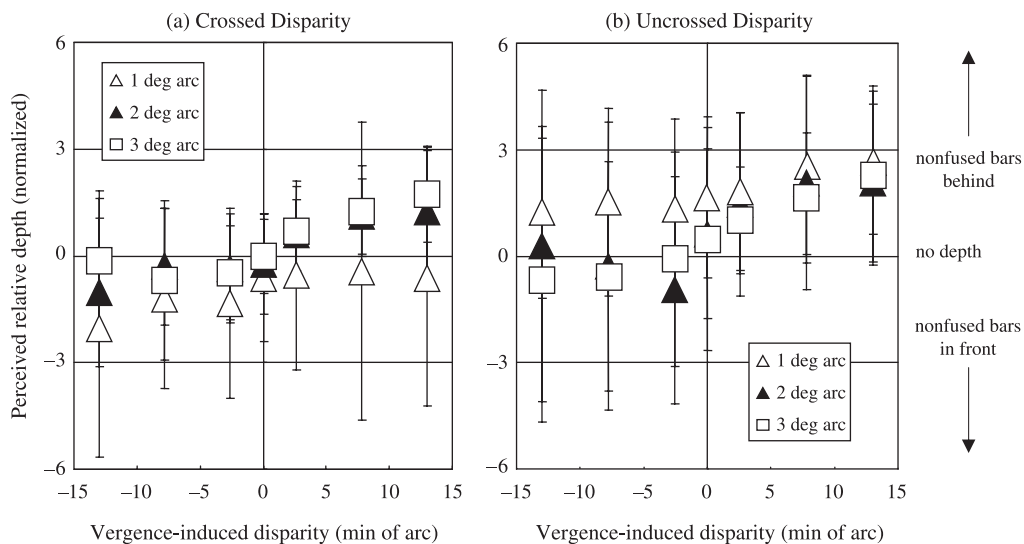 (a) Crossed Disparity
(b) Uncrossed Disparity
Perceived relative depth (normalized)
6
3
0
–3
–6
△ 1 deg arc
▲ 2 deg arc
□ 3 deg arc
–15
–10
–5
0
5
10
15
Vergence-induced disparity (min of arc)
6
3
0
–3
–6
△ 1 deg arc
▲ 2 deg arc
□ 3 deg arc
–15
–10
–5
0
5
10
15
Vergence-induced disparity (min of arc)
nonfused bars
behind
no depth
nonfused bars
in front